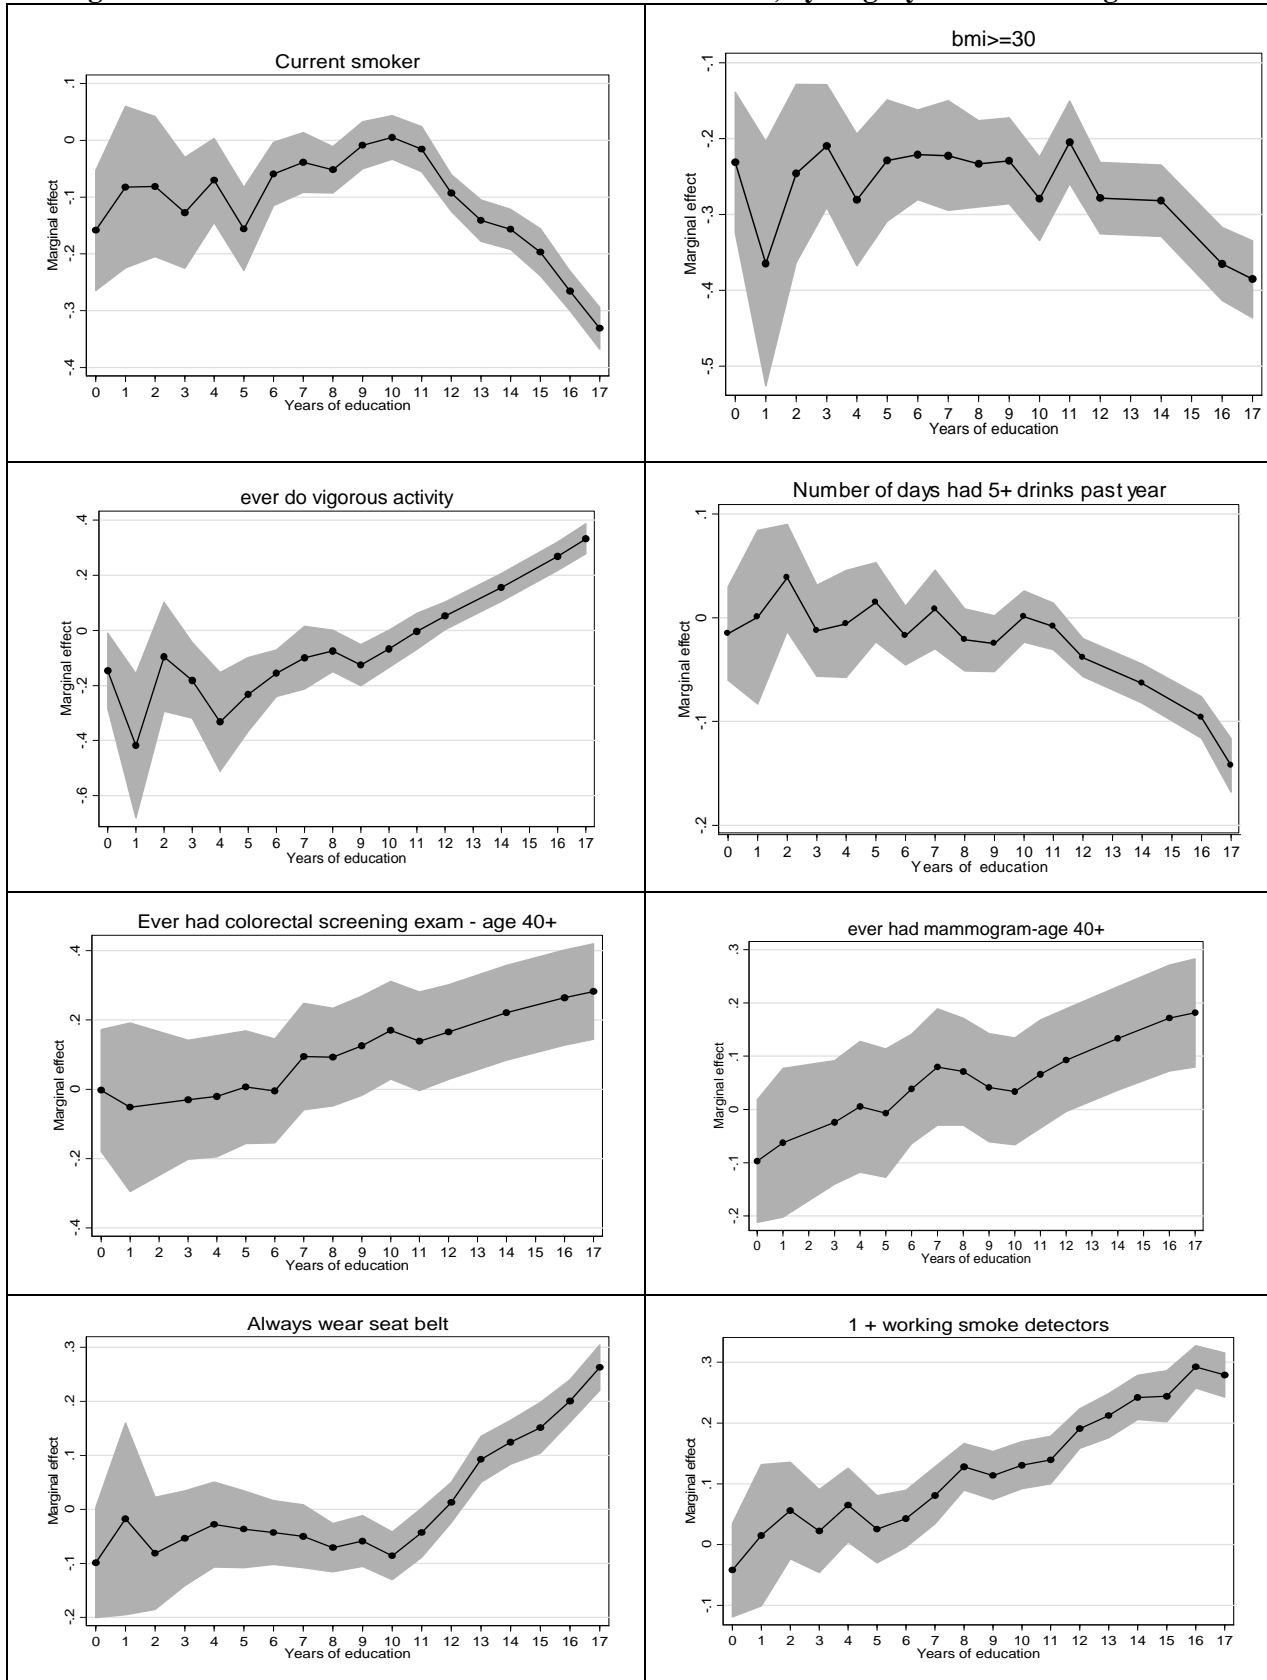 Current smoker
Marginal effect
.1
0
-.1
-.2
-.3
-.4
0 1 2 3 4 5 6 7 8 9 10 11 12 13 14 15 16 17
Years of education
bmi>=30
Marginal effect
-.1
-.2
-.3
-.4
-.5
0 1 2 3 4 5 6 7 8 9 10 11 12 13 14 15 16 17
Years of education
ever do vigorous activity
Marginal effect
.4
.2
0
-.2
-.4
-.6
0 1 2 3 4 5 6 7 8 9 10 11 12 13 14 15 16 17
Years of education
Number of days had 5+ drinks past year
Marginal effect
.1
0
-.1
-.2
0 1 2 3 4 5 6 7 8 9 10 11 12 13 14 15 16 17
Years of education
Ever had colorectal screening exam - age 40+
Marginal effect
.4
.2
0
-.2
-.4
0 1 2 3 4 5 6 7 8 9 10 11 12 13 14 15 16 17
Years of education
ever had mammogram-age 40+
Marginal effect
.3
.2
.1
0
-.1
-.2
0 1 2 3 4 5 6 7 8 9 10 11 12 13 14 15 16 17
Years of education
Always wear seat belt
Marginal effect
.3
.2
.1
0
-.1
-.2
0 1 2 3 4 5 6 7 8 9 10 11 12 13 14 15 16 17
Years of education
1 + working smoke detectors
Marginal effect
.3
.2
.1
0
-.1
0 1 2 3 4 5 6 7 8 9 10 11 12 13 14 15 16 17
Years of education